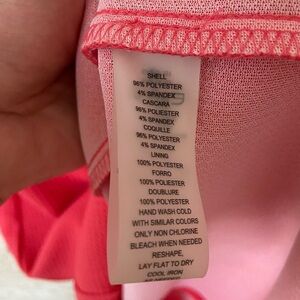 SHELL
96% POLYESTER
4% SPANDEX
CASCARA
96% POLYESTER
4% SPANDEX
COQUILLE
96% POLYESTER
4% SPANDEX
LINING
100% POLYESTER
FORRO
100% POLYESTER
DOUBLURE
100% POLYESTER
HAND WASH COLD
WITH SIMILAR COLORS
ONLY NON CHLORINE
BLEACH WHEN NEEDED
RESHAPE,
LAY FLAT TO DRY
COOL IRON
AS NEEDED